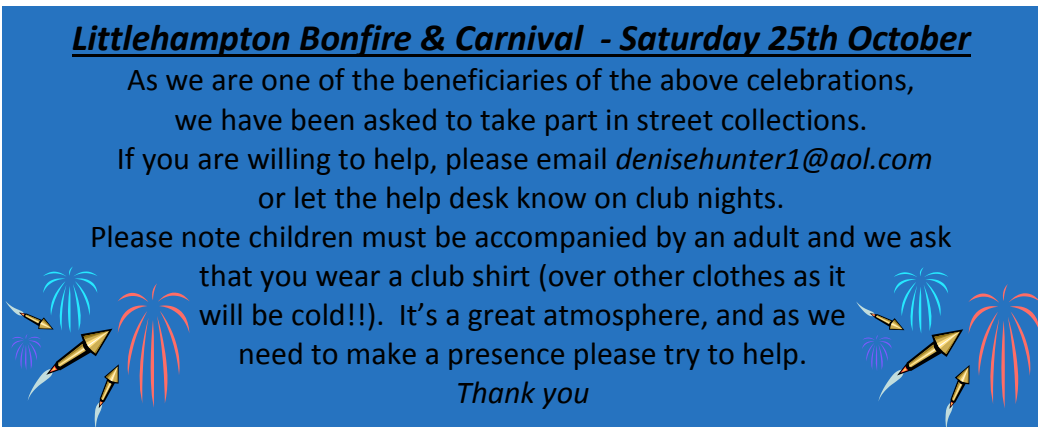 Littlehampton Bonfire & Carnival - Saturday 25th October
As we are one of the beneficiaries of the above celebrations,
we have been asked to take part in street collections.
If you are willing to help, please email denisehunter1@aol.com
or let the help desk know on club nights.
Please note children must be accompanied by an adult and we ask
that you wear a club shirt (over other clothes as it
will be cold!!). It’s a great atmosphere, and as we
need to make a presence please try to help.
Thank you